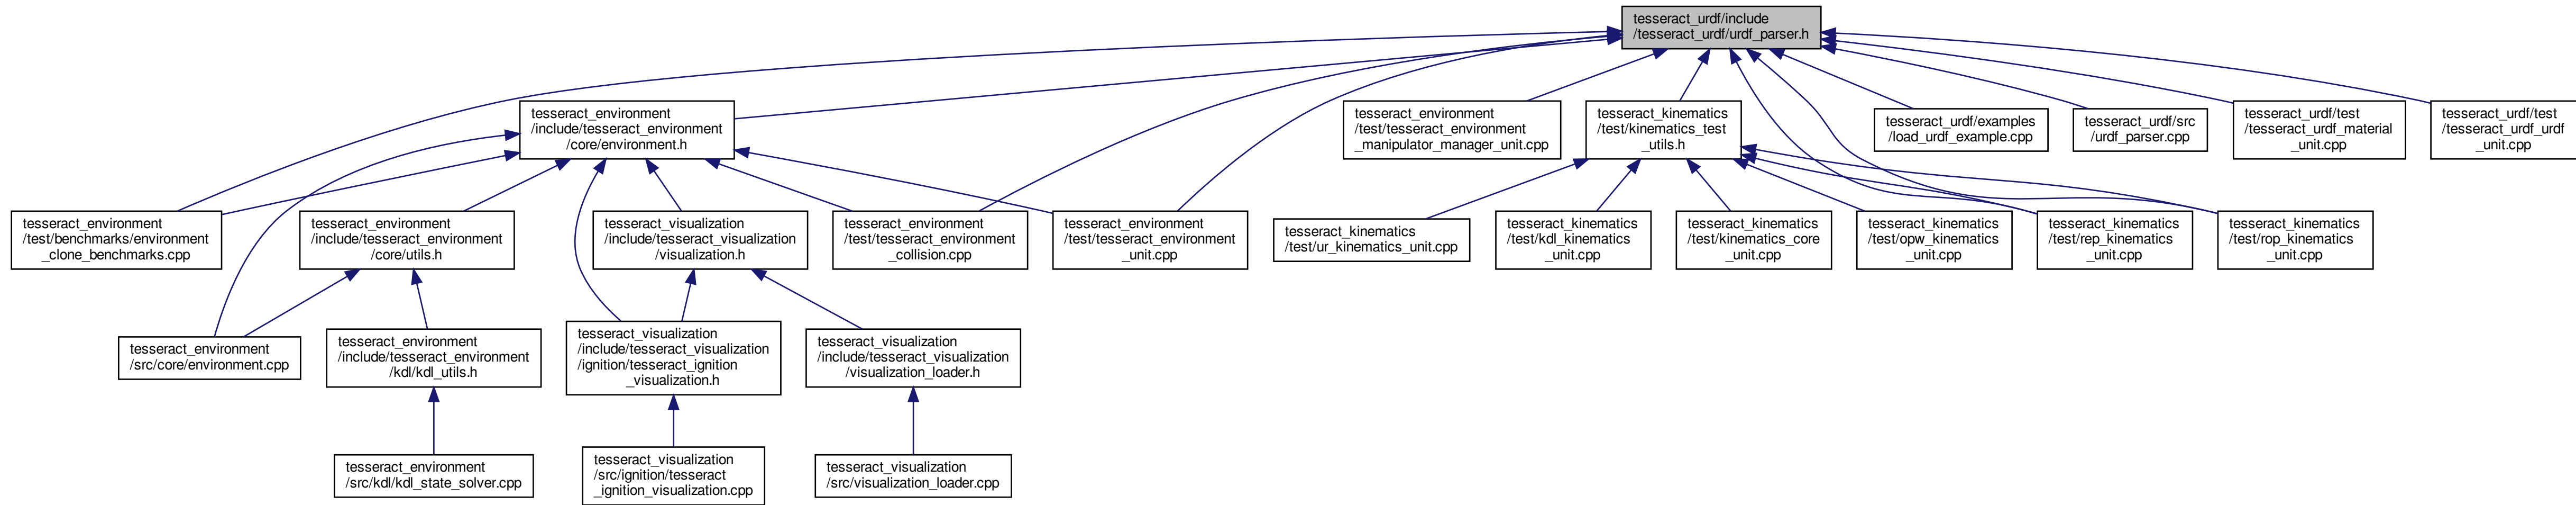 tesseract_urdf/include
/tesseract_urdf/urdf_parser.h
tesseract_environment
/include/tesseract_environment
/core/environment.h
tesseract_environment
/test/tesseract_environment
_manipulator_manager_unit.cpp
tesseract_kinematics
/test/kinematics_test
_utils.h
tesseract_urdf/examples
/load_urdf_example.cpp
tesseract_urdf/src
/urdf_parser.cpp
tesseract_urdf/test
/tesseract_urdf_material
_unit.cpp
tesseract_urdf/test
/tesseract_urdf_urdf
_unit.cpp
tesseract_environment
/test/benchmarks/environment
_clone_benchmarks.cpp
tesseract_environment
/include/tesseract_environment
/core/utils.h
tesseract_visualization
/include/tesseract_visualization
/visualization.h
tesseract_environment
/test/tesseract_environment
_collision.cpp
tesseract_environment
/test/tesseract_environment
_unit.cpp
tesseract_kinematics
/test/ur_kinematics_unit.cpp
tesseract_kinematics
/test/kdl_kinematics
_unit.cpp
tesseract_kinematics
/test/kinematics_core
_unit.cpp
tesseract_kinematics
/test/opw_kinematics
_unit.cpp
tesseract_kinematics
/test/rep_kinematics
_unit.cpp
tesseract_kinematics
/test/rop_kinematics
_unit.cpp
tesseract_environment
/src/core/environment.cpp
tesseract_environment
/include/tesseract_environment
/kdl/kdl_utils.h
tesseract_visualization
/include/tesseract_visualization
/ignition/tesseract_ignition
_visualization.h
tesseract_visualization
/include/tesseract_visualization
/visualization_loader.h
tesseract_environment
/src/kdl/kdl_state_solver.cpp
tesseract_visualization
/src/ignition/tesseract
_ignition_visualization.cpp
tesseract_visualization
/src/visualization_loader.cpp